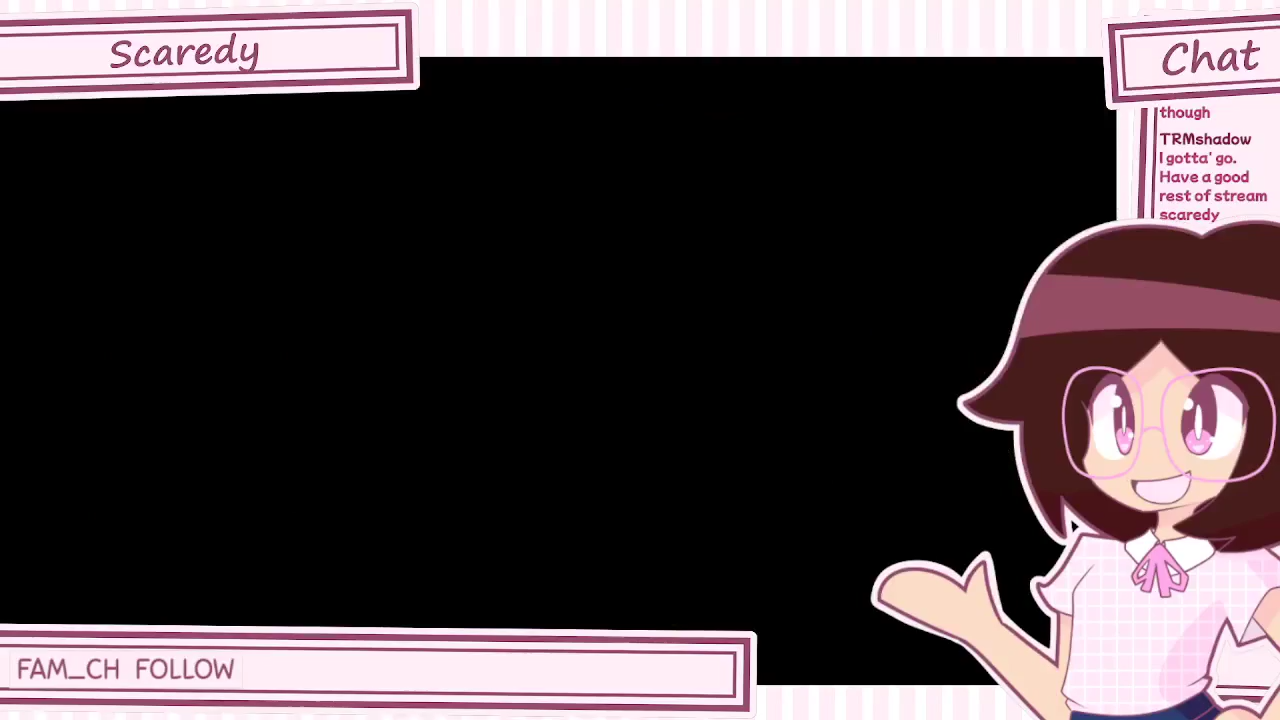 Scaredy
Chat
though
TRMshadow
I gotta' go.
Have a good
rest of stream
scaredy
FAM_CH FOLLOW